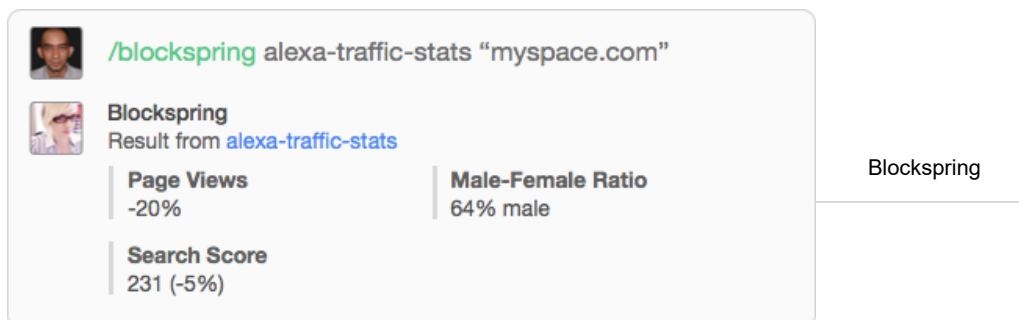 /blockspring alexa-traffic-stats “myspace.com”
Blockspring
Result from alexa-traffic-stats
Page Views
-20%
Male-Female Ratio
64% male
Search Score
231 (-5%)
Blockspring